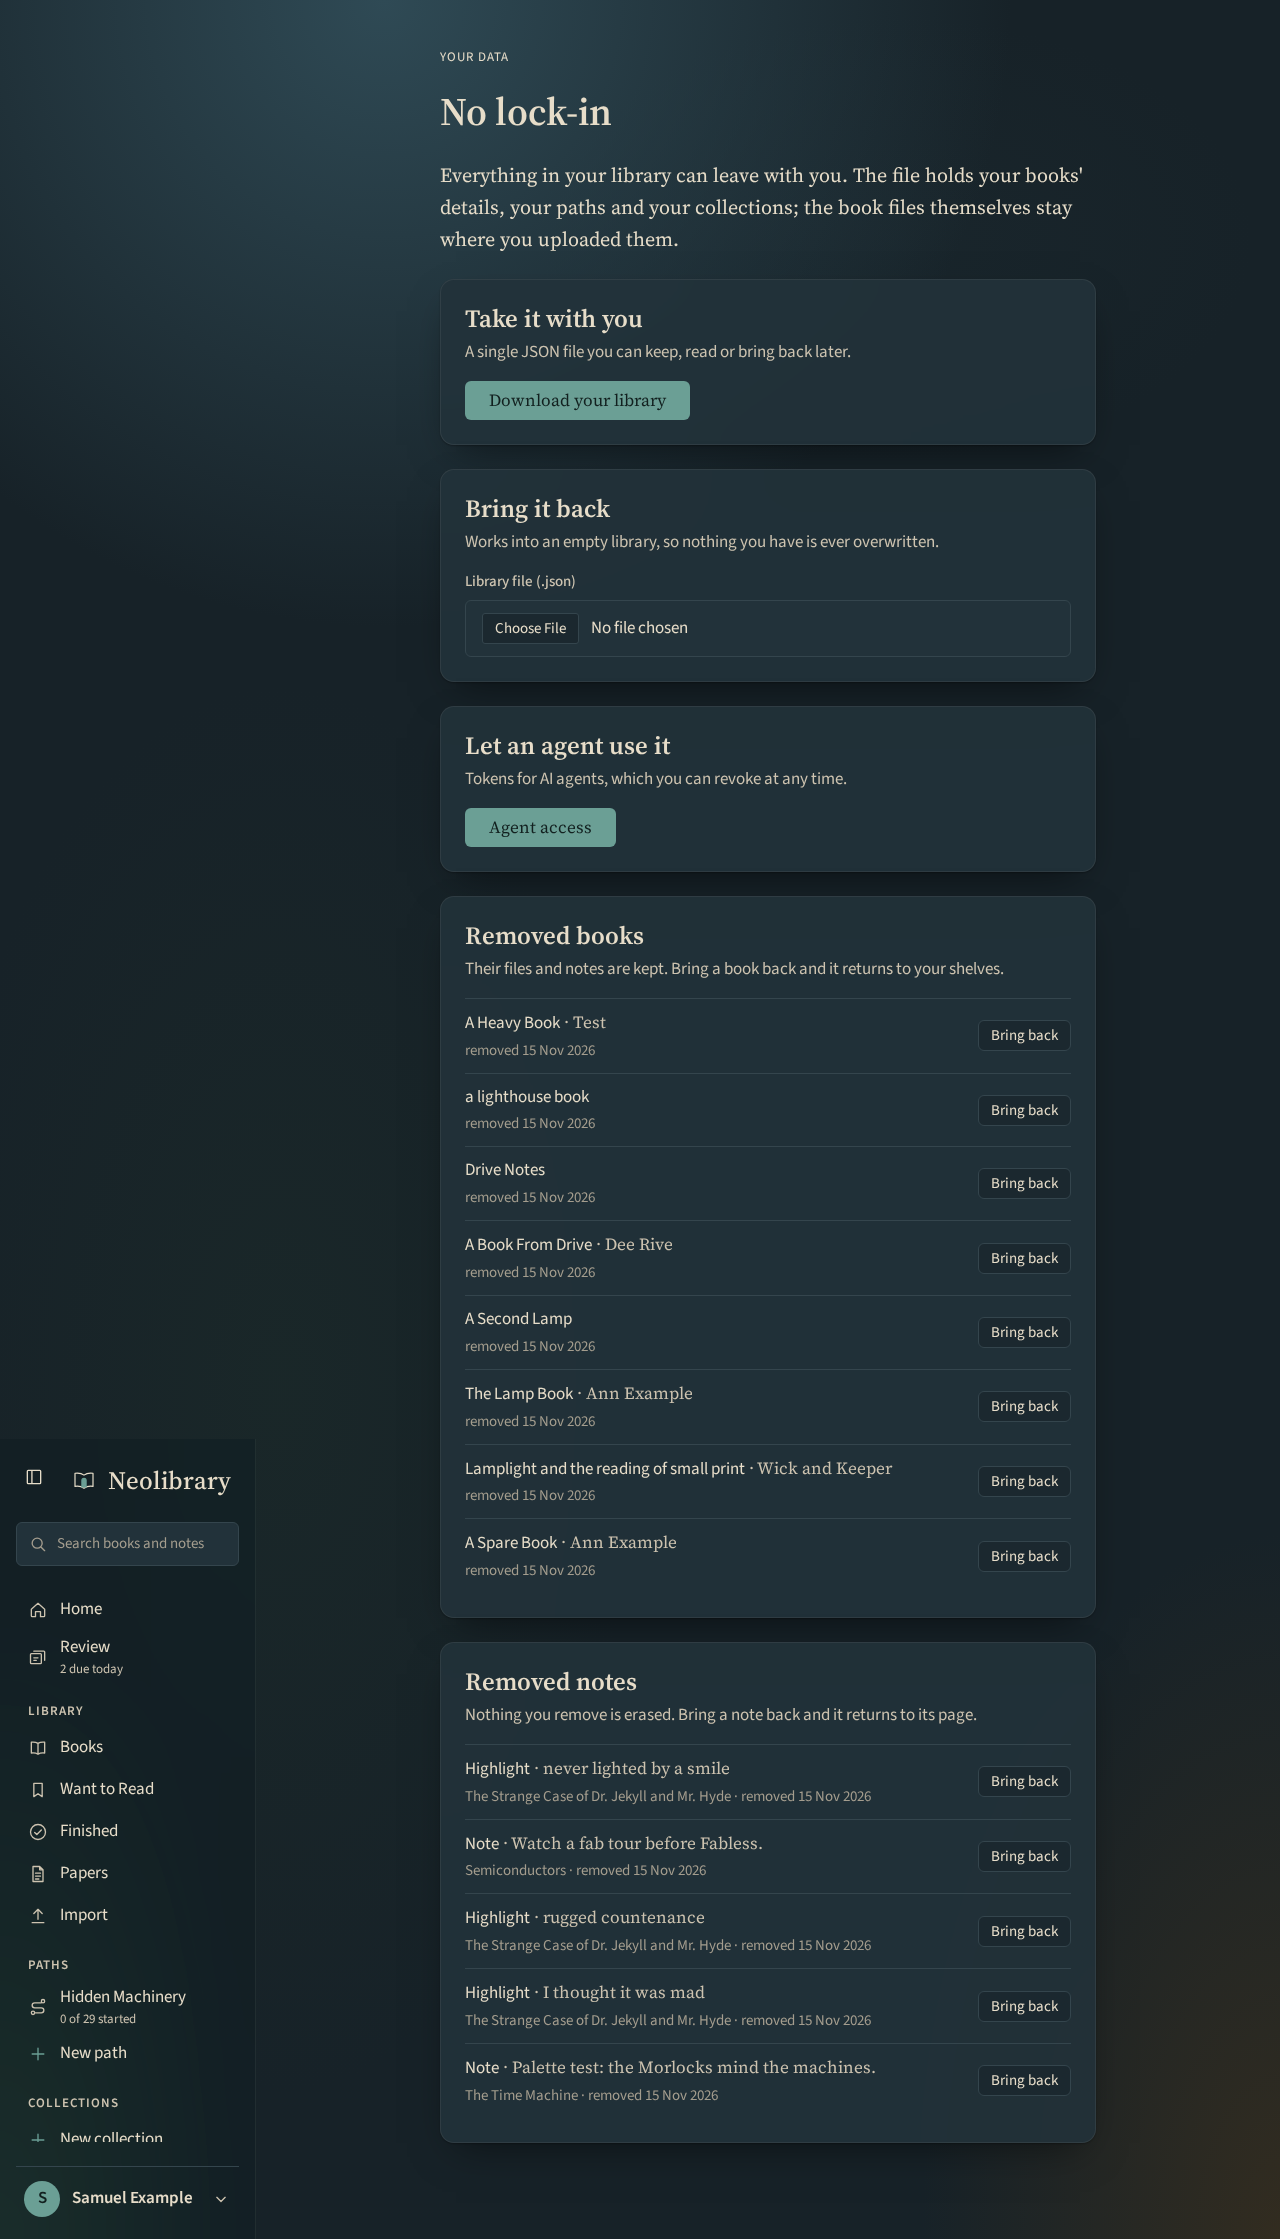 YOUR DATA
No lock-in
Everything in your library can leave with you. The file holds your books'
details, your paths and your collections; the book files themselves stay
where you uploaded them.
Take it with you
A single JSON file you can keep, read or bring back later.
Download your library
Bring it back
Works into an empty library, so nothing you have is ever overwritten.
Library file (.json)
Choose File No file chosen
Let an agent use it
Tokens for AI agents, which you can revoke at any time.
Agent access
Removed books
Their files and notes are kept. Bring a book back and it returns to your shelves.
A Heavy Book · Test
removed 15 Nov 2026
Bring back
a lighthouse book
removed 15 Nov 2026
Bring back
Drive Notes
removed 15 Nov 2026
Bring back
A Book From Drive · Dee Rive
removed 15 Nov 2026
Bring back
A Second Lamp
removed 15 Nov 2026
Bring back
The Lamp Book · Ann Example
removed 15 Nov 2026
Bring back
Lamplight and the reading of small print · Wick and Keeper
removed 15 Nov 2026
Bring back
A Spare Book · Ann Example
removed 15 Nov 2026
Bring back
Removed notes
Nothing you remove is erased. Bring a note back and it returns to its page.
Highlight · never lighted by a smile
The Strange Case of Dr. Jekyll and Mr. Hyde · removed 15 Nov 2026
Bring back
Note · Watch a fab tour before Fabless.
Semiconductors · removed 15 Nov 2026
Bring back
Highlight · rugged countenance
The Strange Case of Dr. Jekyll and Mr. Hyde · removed 15 Nov 2026
Bring back
Highlight · I thought it was mad
The Strange Case of Dr. Jekyll and Mr. Hyde · removed 15 Nov 2026
Bring back
Note · Palette test: the Morlocks mind the machines.
The Time Machine · removed 15 Nov 2026
Bring back
Neolibrary
Search books and notes
Home
Review
2 due today
LIBRARY
Books
Want to Read
Finished
Papers
Import
PATHS
Hidden Machinery
0 of 29 started
New path
COLLECTIONS
New collection
S Samuel Example